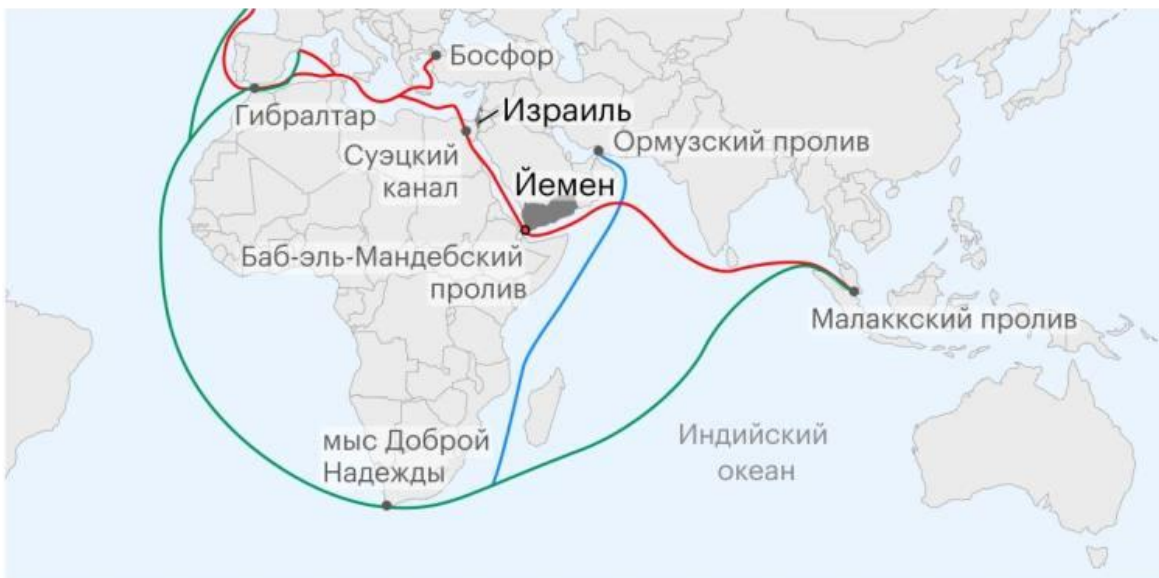 Босфор
Гибралтар
Израиль
Ормузский пролив
Суэцкий
канал
Йемен
Баб-эль-Мандебский
пролив
Малаккский пролив
мыс Доброй
Надежды
Индийский
океан